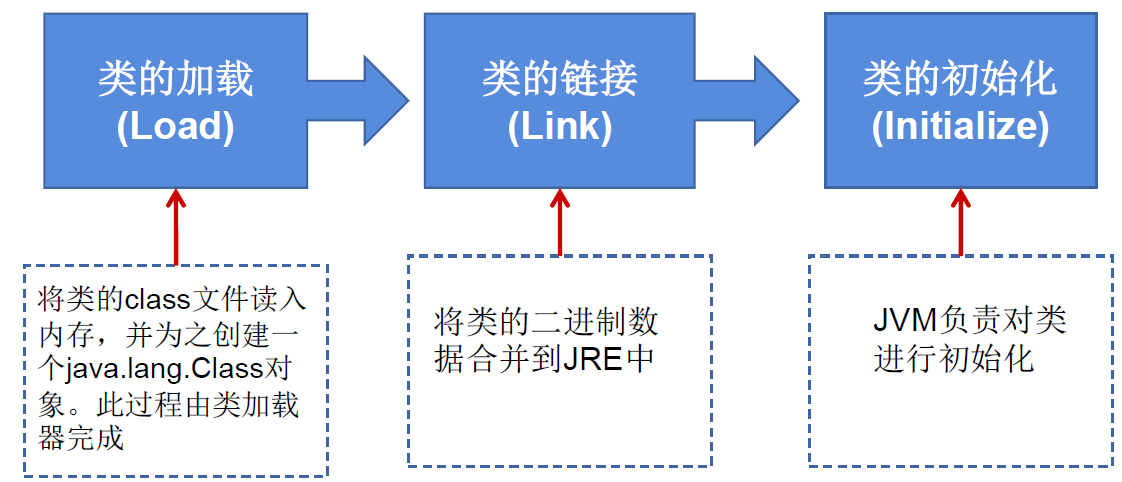 类的加载
(Load)
类的链接
(Link)
类的初始化
(Initialize)
将类的class文件读入
内存，并为之创建一
个java.lang.Class对
象。此过程由类加载
器完成
将类的二进制数
据合并到JRE中
JVM负责对类
进行初始化